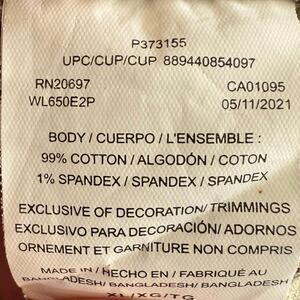 P373155
UPC/CUP/CUP 889440854097
RN20697 CA01095
WL650E2P 05/11/2021
BODY / CUERPO / L'ENSEMBLE :
99% COTTON / ALGODÓN / COTON
1% SPANDEX / SPANDEX / SPANDEX
EXCLUSIVE OF DECORATION/ TRIMMINGS
EXCLUSIVO PARA DECORACIÓN/ ADORNOS
ORNEMENT ET GARNITURE NON COMPRIS
MADE IN / HECHO EN / FABRIQUÉ AU
BANGLADESH/ BANGLADESH/ BANGLADESH
XL/XG/TG